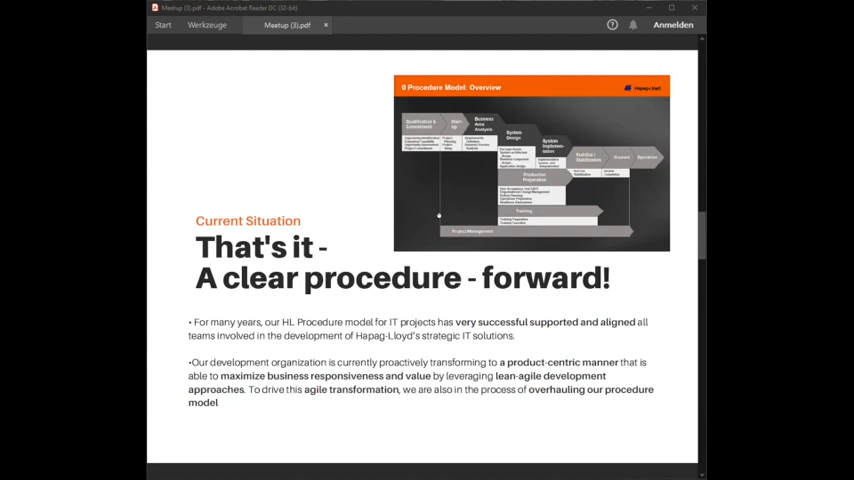 Meetup (3).pdf - Adobe Acrobat Reader DC (32-bit)
Start Werkzeuge Meetup (3).pdf × Anmelden
0 Procedure Model: Overview Hapag-Lloyd
Qualification &
Commitment
Start-
Up
Business
Area
Analysis
System
Design
System
Implemen-
tation
Roll-Out /
Stabilization
Operation
Production
Preparation
Training
Project Management
Current Situation
That's it -
A clear procedure - forward!
• For many years, our HL Procedure model for IT projects has very successful supported and aligned all
teams involved in the development of Hapag-Lloyd's strategic IT solutions.
•Our development organization is currently proactively transforming to a product-centric manner that is
able to maximize business responsiveness and value by leveraging lean-agile development
approaches. To drive this agile transformation, we are also in the process of overhauling our procedure
model